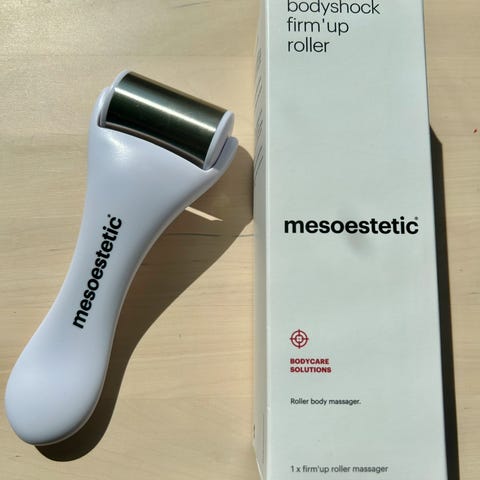 bodyshock
firm'up
roller
mesoestetic®
mesoestetic®
BODYCARE
SOLUTIONS
Roller body massager.
1 x firm'up roller massager